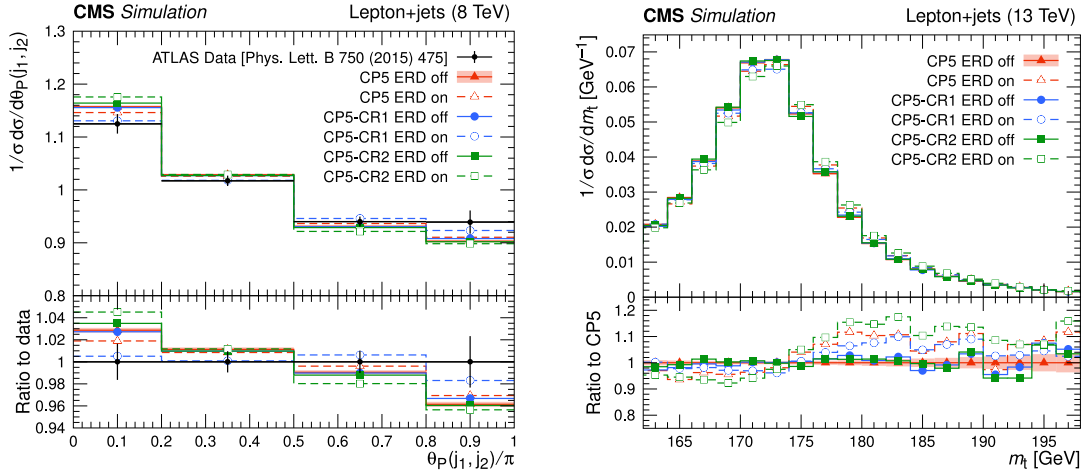 CMS Simulation Lepton+jets (8 TeV)
1/σ dσ/dθ_P(j₁, j₂)
1.3
1.2
1.1
1
0.9
0.8
ATLAS Data [Phys. Lett. B 750 (2015) 475]
CP5 ERD off
CP5 ERD on
CP5-CR1 ERD off
CP5-CR1 ERD on
CP5-CR2 ERD off
CP5-CR2 ERD on
Ratio to data
1.04
1.02
1
0.98
0.96
0.94
0 0.1 0.2 0.3 0.4 0.5 0.6 0.7 0.8 0.9 1
θ_P(j₁, j₂)/π
CMS Simulation Lepton+jets (13 TeV)
1/σ dσ/dm_t [GeV⁻¹]
0.07
0.06
0.05
0.04
0.03
0.02
0.01
0
CP5 ERD off
CP5 ERD on
CP5-CR1 ERD off
CP5-CR1 ERD on
CP5-CR2 ERD off
CP5-CR2 ERD on
Ratio to CP5
1.2
1.1
1
0.9
0.8
165 170 175 180 185 190 195
m_t [GeV]